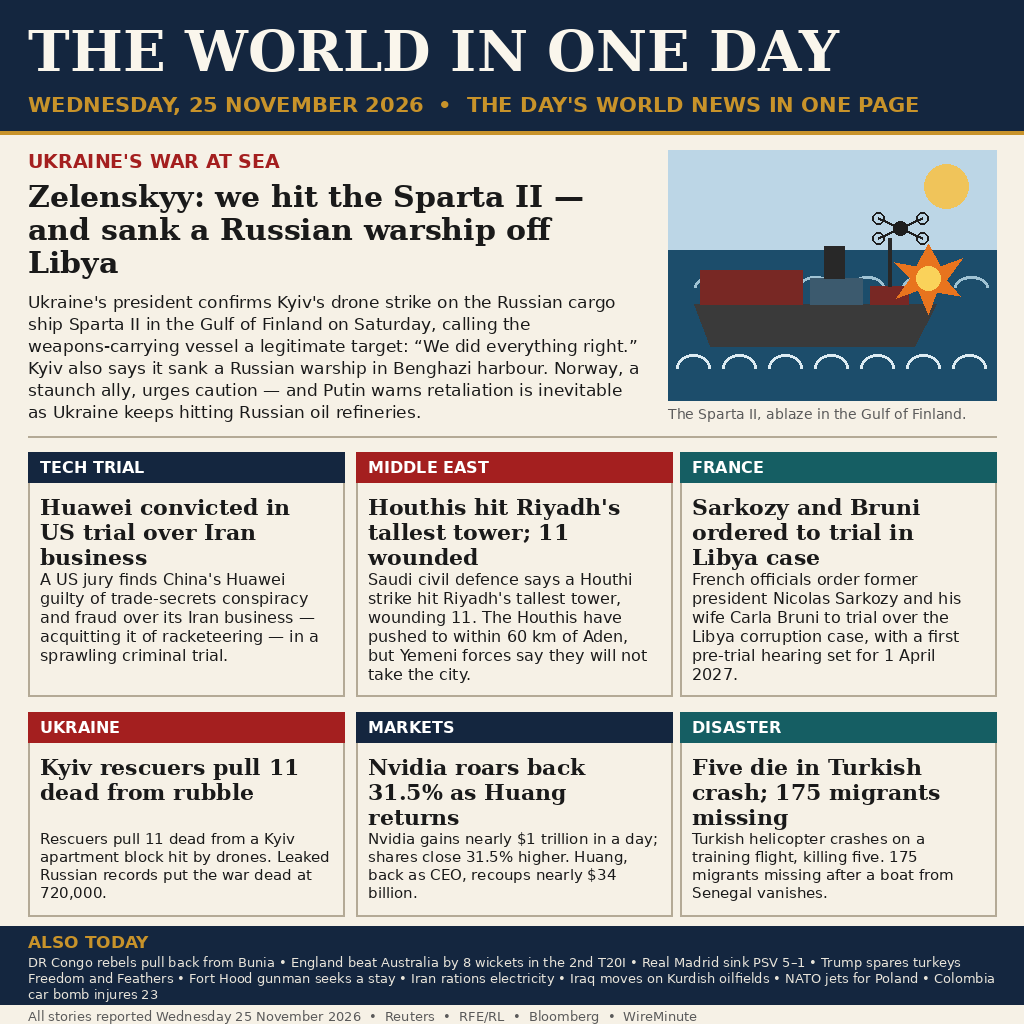 THE WORLD IN ONE DAY
WEDNESDAY, 25 NOVEMBER 2026 • THE DAY'S WORLD NEWS IN ONE PAGE
UKRAINE'S WAR AT SEA
Zelenskyy: we hit the Sparta II —
and sank a Russian warship off
Libya
Ukraine's president confirms Kyiv's drone strike on the Russian cargo
ship Sparta II in the Gulf of Finland on Saturday, calling the
weapons-carrying vessel a legitimate target: “We did everything right.”
Kyiv also says it sank a Russian warship in Benghazi harbour. Norway, a
staunch ally, urges caution — and Putin warns retaliation is inevitable
as Ukraine keeps hitting Russian oil refineries.
The Sparta II, ablaze in the Gulf of Finland.
TECH TRIAL
Huawei convicted in
US trial over Iran
business
A US jury finds China's Huawei
guilty of trade-secrets conspiracy
and fraud over its Iran business —
acquitting it of racketeering — in a
sprawling criminal trial.
MIDDLE EAST
Houthis hit Riyadh's
tallest tower; 11
wounded
Saudi civil defence says a Houthi
strike hit Riyadh's tallest tower,
wounding 11. The Houthis have
pushed to within 60 km of Aden,
but Yemeni forces say they will not
take the city.
FRANCE
Sarkozy and Bruni
ordered to trial in
Libya case
French officials order former
president Nicolas Sarkozy and his
wife Carla Bruni to trial over the
Libya corruption case, with a first
pre-trial hearing set for 1 April
2027.
UKRAINE
Kyiv rescuers pull 11
dead from rubble
Rescuers pull 11 dead from a Kyiv
apartment block hit by drones. Leaked
Russian records put the war dead at
720,000.
MARKETS
Nvidia roars back
31.5% as Huang
returns
Nvidia gains nearly $1 trillion in a day;
shares close 31.5% higher. Huang,
back as CEO, recoups nearly $34
billion.
DISASTER
Five die in Turkish
crash; 175 migrants
missing
Turkish helicopter crashes on a
training flight, killing five. 175
migrants missing after a boat from
Senegal vanishes.
ALSO TODAY
DR Congo rebels pull back from Bunia • England beat Australia by 8 wickets in the 2nd T20I • Real Madrid sink PSV 5–1 • Trump spares turkeys
Freedom and Feathers • Fort Hood gunman seeks a stay • Iran rations electricity • Iraq moves on Kurdish oilfields • NATO jets for Poland • Colombia
car bomb injures 23
All stories reported Wednesday 25 November 2026 • Reuters • RFE/RL • Bloomberg • WireMinute